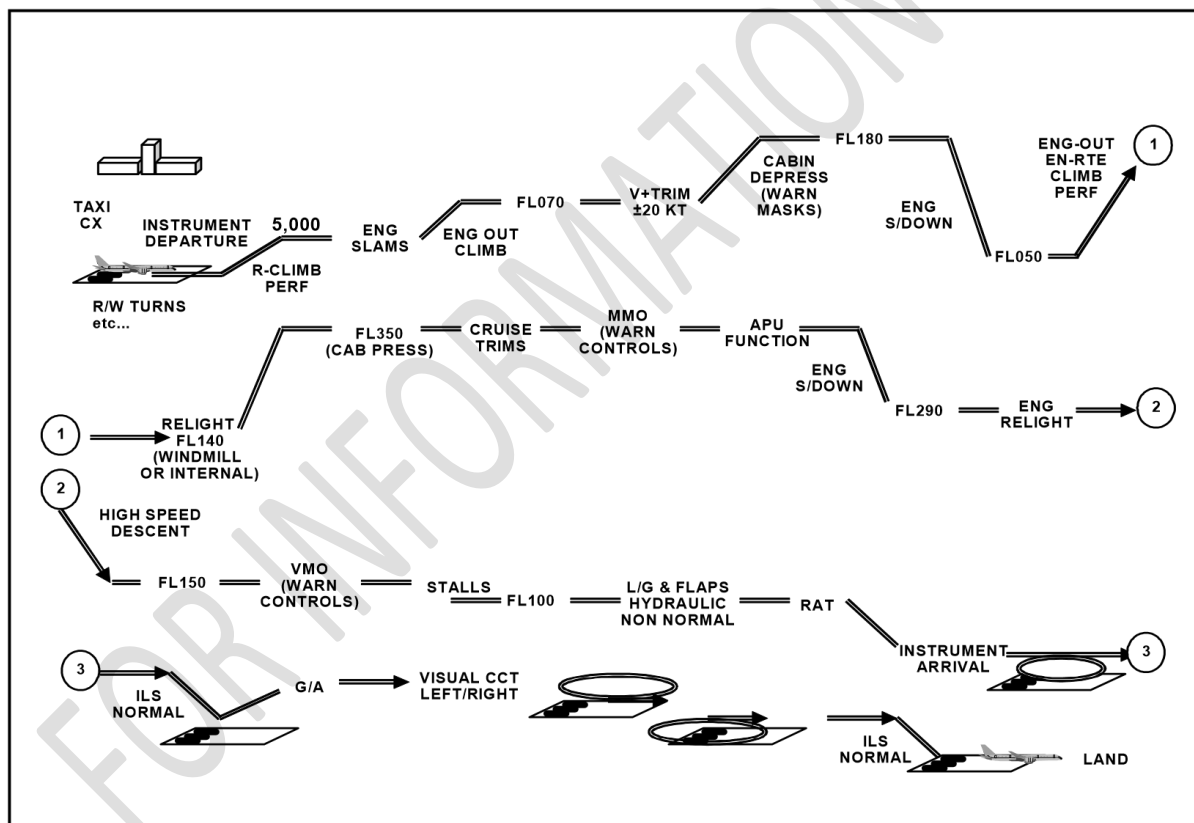 FOR INFORMATION
TAXI
CX
INSTRUMENT
DEPARTURE
5,000
R-CLIMB
PERF
R/W TURNS
etc...
ENG
SLAMS
ENG OUT
CLIMB
FL070
V+TRIM
±20 KT
CABIN
DEPRESS
(WARN
MASKS)
FL180
ENG
S/DOWN
FL050
ENG-OUT
EN-RTE
CLIMB
PERF
1
1
RELIGHT
FL140
(WINDMILL
OR INTERNAL)
FL350
(CAB PRESS)
CRUISE
TRIMS
MMO
(WARN
CONTROLS)
APU
FUNCTION
ENG
S/DOWN
FL290
ENG
RELIGHT
2
2
HIGH SPEED
DESCENT
FL150
VMO
(WARN
CONTROLS)
STALLS
FL100
L/G & FLAPS
HYDRAULIC
NON NORMAL
RAT
INSTRUMENT
ARRIVAL
3
3
ILS
NORMAL
G/A
VISUAL CCT
LEFT/RIGHT
ILS
NORMAL
LAND